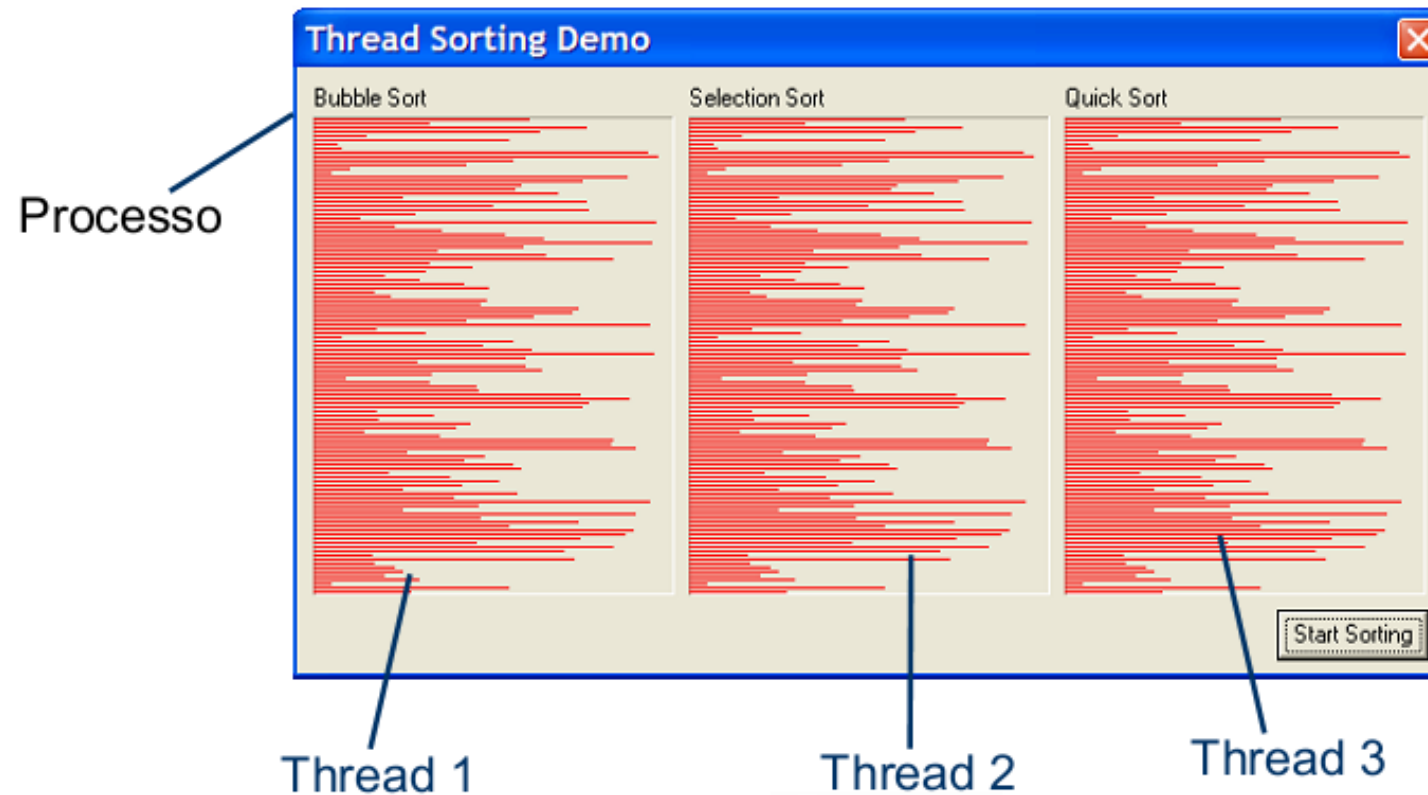 Thread Sorting Demo
Bubble Sort
Selection Sort
Quick Sort
Processo
Start Sorting
Thread 1
Thread 2
Thread 3